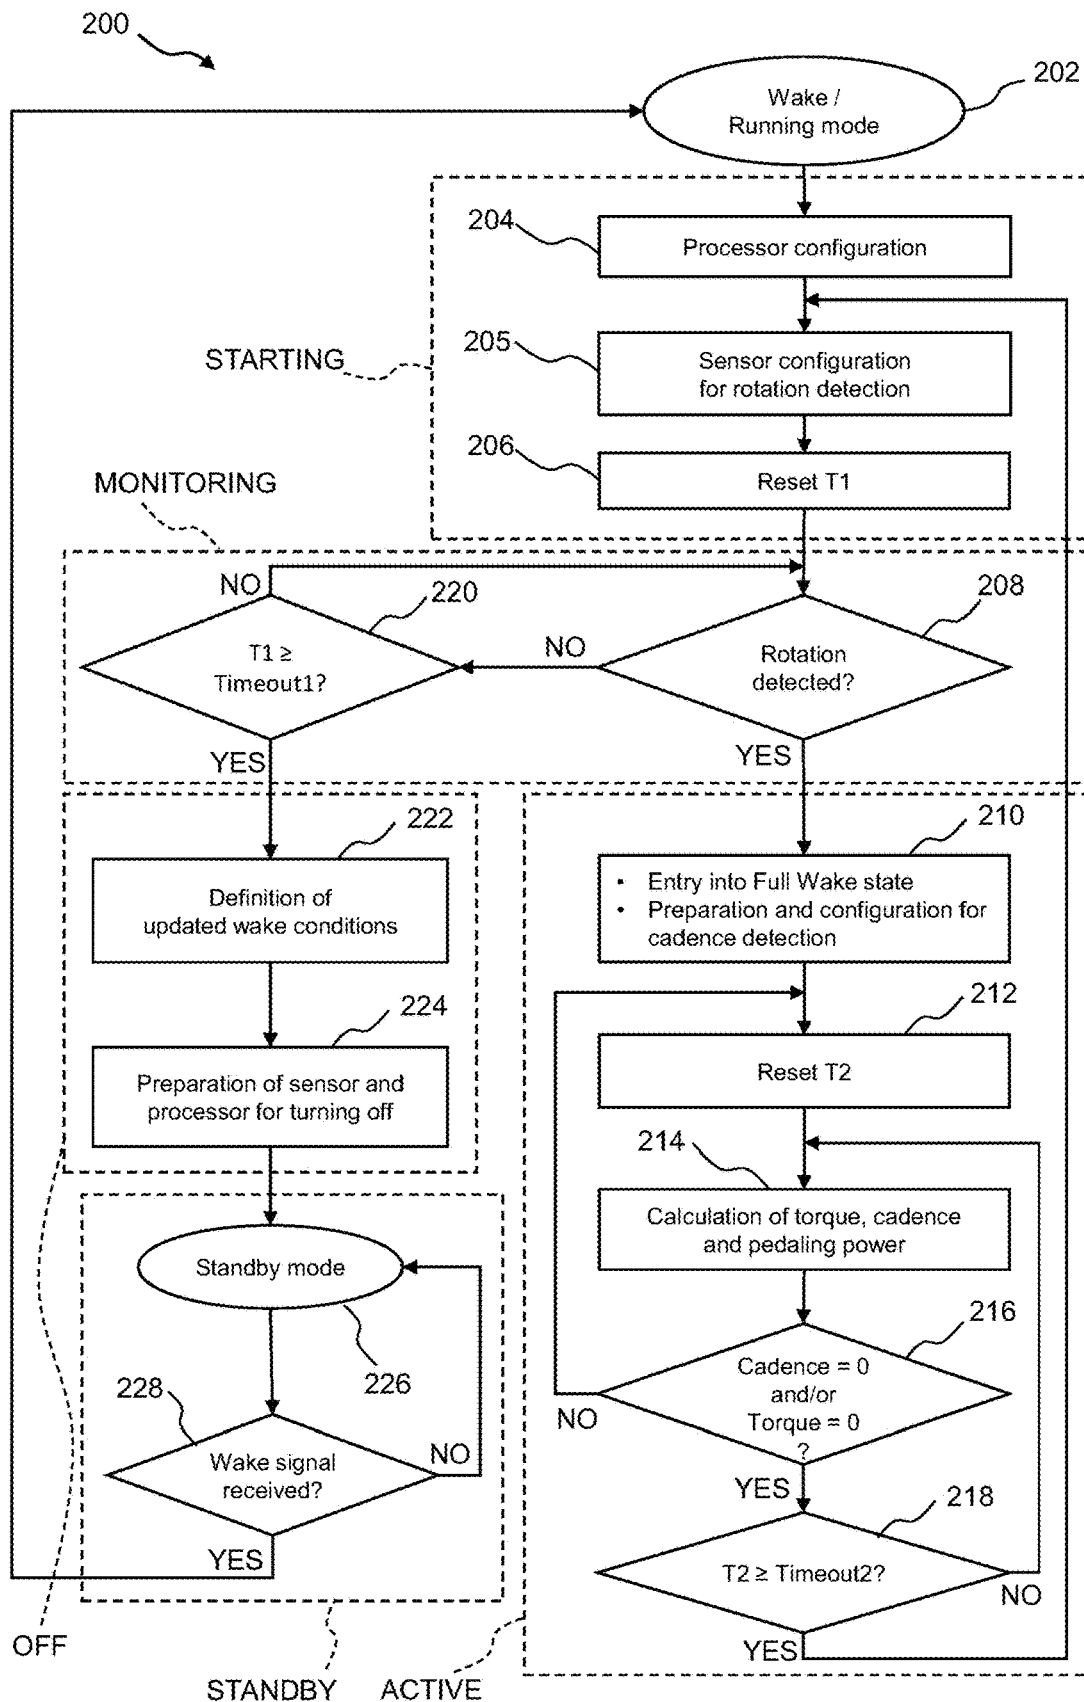 200
202
Wake /
Running mode
204
Processor configuration
205
STARTING
Sensor configuration
for rotation detection
206
Reset T1
MONITORING
NO
220
208
T1 ≥
Timeout1?
NO
Rotation
detected?
YES
YES
222
210
Definition of
updated wake conditions
• Entry into Full Wake state
• Preparation and configuration for
cadence detection
224
212
Preparation of sensor and
processor for turning off
Reset T2
214
Calculation of torque, cadence
and pedaling power
Standby mode
226
216
Cadence = 0
and/or
Torque = 0
?
NO
228
Wake signal
received?
NO
YES
YES
218
T2 ≥ Timeout2?
NO
YES
OFF
STANDBY
ACTIVE